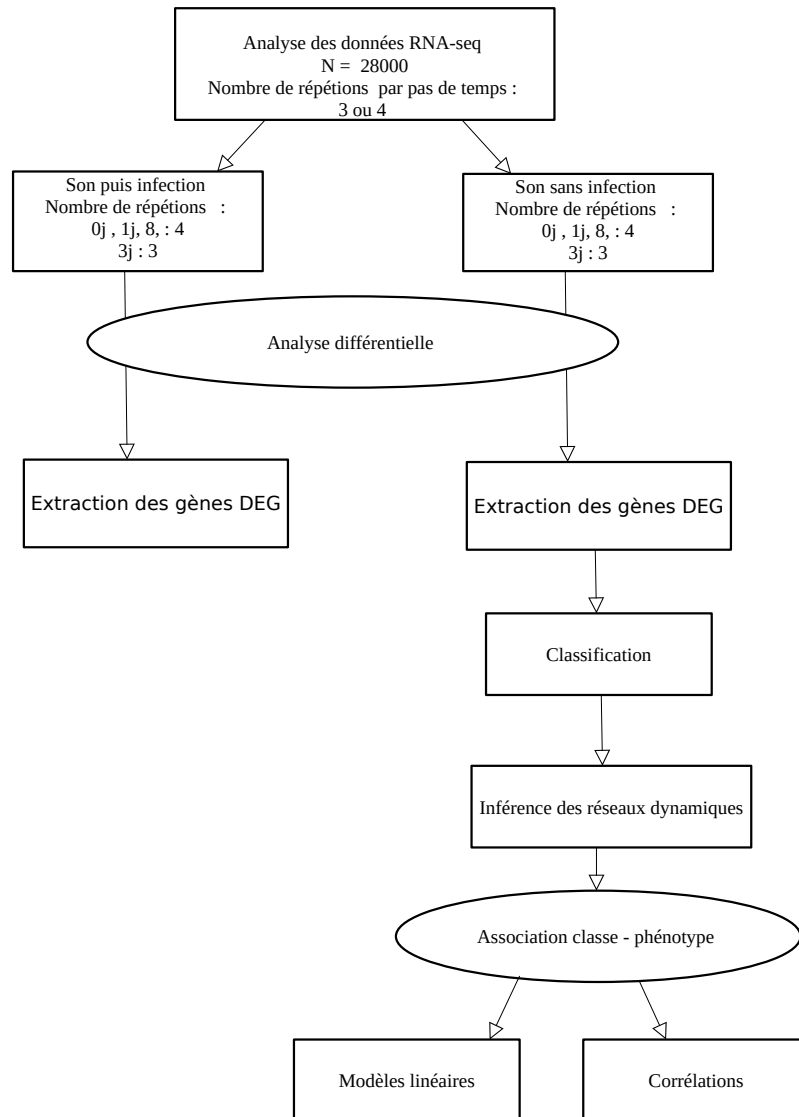 Analyse des données RNA-seq
N = 28000
Nombre de répétions par pas de temps :
3 ou 4
Son puis infection
Nombre de répétions :
0j , 1j, 8, : 4
3j : 3
Son sans infection
Nombre de répétions :
0j , 1j, 8, : 4
3j : 3
Analyse différentielle
Extraction des gènes DEG
Extraction des gènes DEG
Classification
Inférence des réseaux dynamiques
Association classe - phénotype
Modèles linéaires
Corrélations